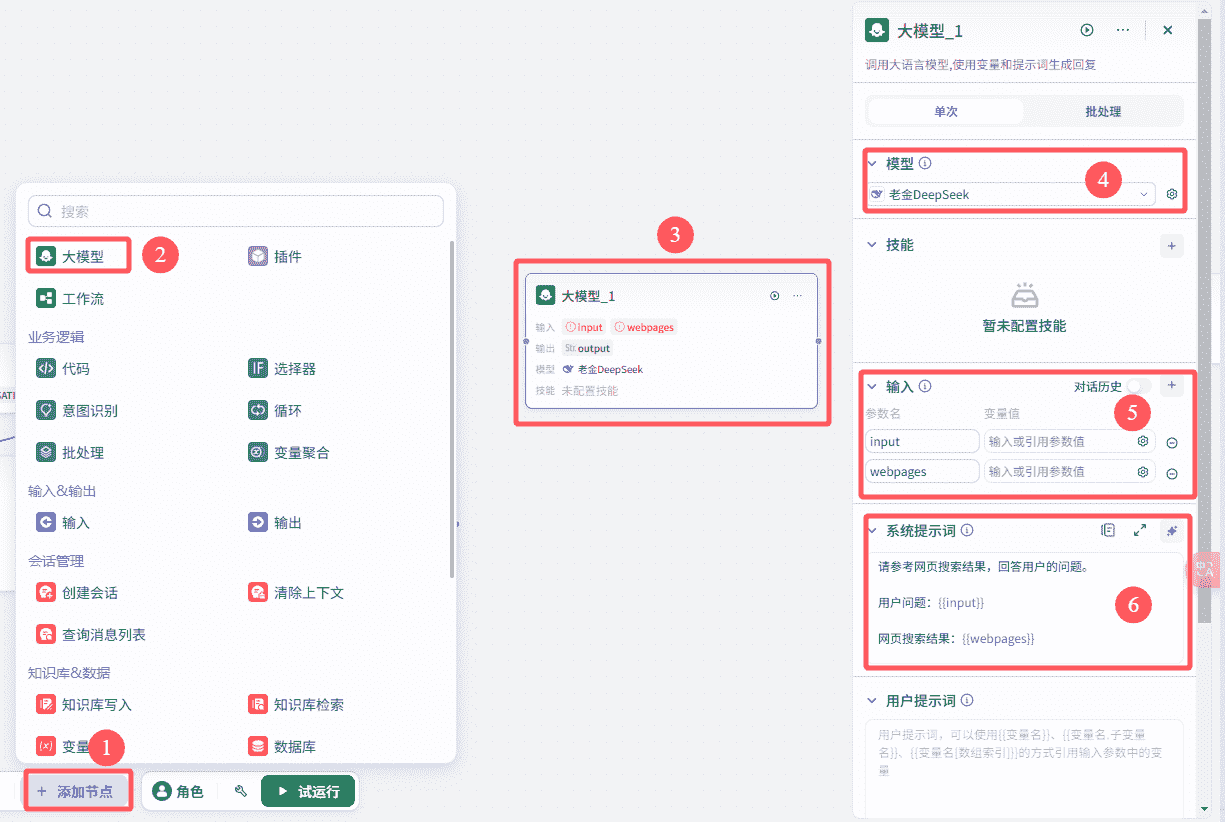 搜索
大模型
2
插件
工作流
业务逻辑
代码
IF
选择器
意图识别
循环
批处理
变量聚合
输入&输出
输入
输出
会话管理
创建会话
清除上下文
查询消息列表
知识库&数据
知识库写入
知识库检索
变量
1
数据库
+ 添加节点
角色
试运行
3
大模型_1
输入 input webpages
输出 Str. output
模型 老金DeepSeek
技能 未配置技能
大模型_1
调用大语言模型,使用变量和提示词生成回复
单次
批处理
模型
4
老金DeepSeek
技能
+
暂未配置技能
输入
对话历史
+
参数名
变量值
5
input
输入或引用参数值
webpages
输入或引用参数值
系统提示词
请参考网页搜索结果，回答用户的问题。
用户问题：{{input}}
6
网页搜索结果：{{webpages}}
用户提示词
用户提示词，可以使用{{变量名}}、{{变量名.子变量
名}}、{{变量名[数组索引]}}的方式引用输入参数中的变
量